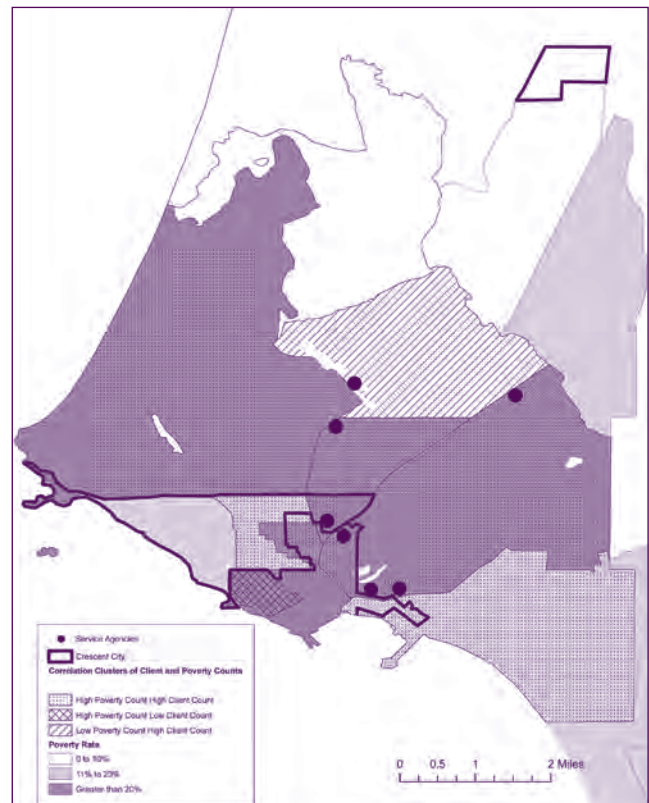 0 0.5 1 2 Miles
Service Agencies
Crescent City
Correlation Clusters of Client and Poverty Counts
High Poverty Count High Client Count
High Poverty Count Low Client Count
Low Poverty Count High Client Count
Poverty Rate
0 to 10%
11% to 20%
Greater than 20%